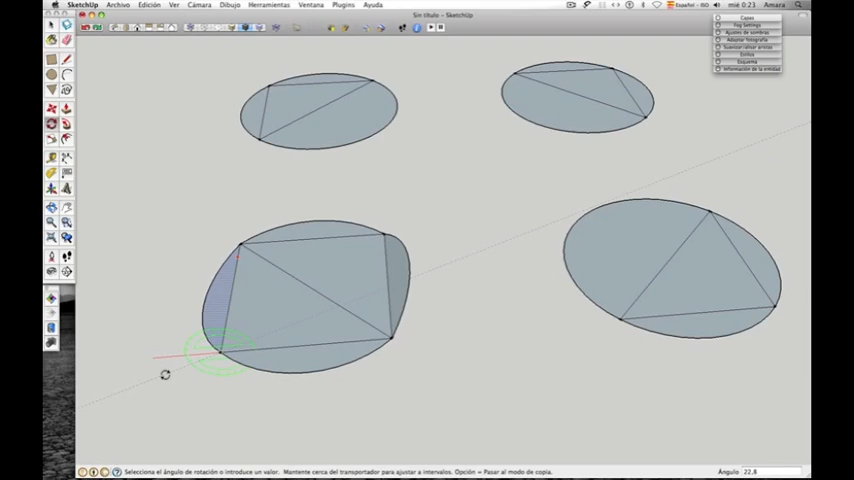 SketchUp Archivo Edición Ver Cámara Dibujo Herramientas Ventana Plugins Ayuda Español - ISO mié 0:23 Amara
Sin título - SketchUp
Capas
Fog Settings
Ajustes de sombras
Adaptar fotografía
Suavizar/alisar aristas
Estilos
Esquema
Información de la entidad
Selecciona el ángulo de rotación o introduce un valor. Mantente cerca del transportador para ajustar a intervalos. Opción = Pasar al modo de copia. Ángulo 22,8